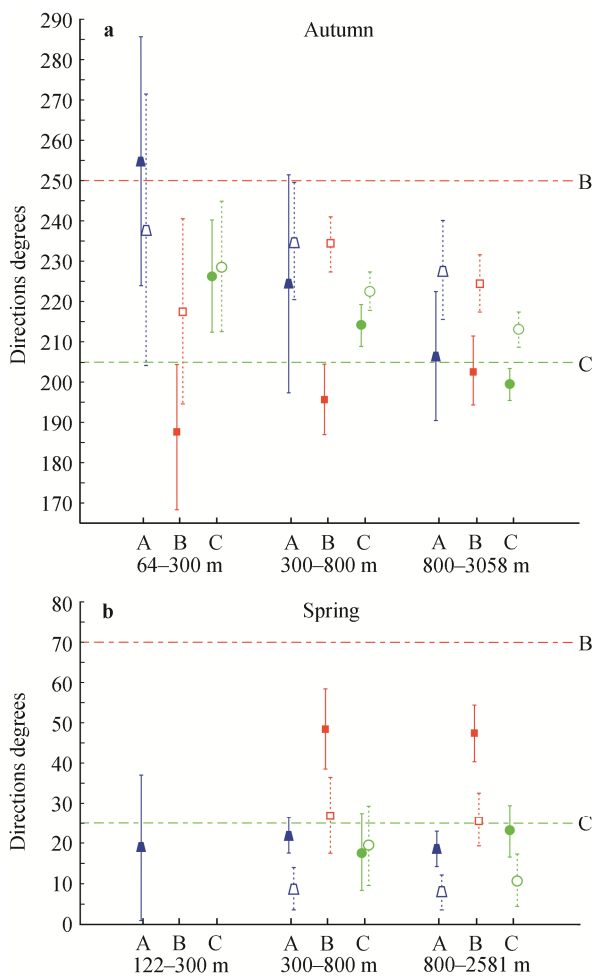 a Autumn
290
280
270
260
250
240
230
220
210
200
190
180
170
Directions degrees
B
C
A B C A B C A B C
64–300 m 300–800 m 800–3058 m
b Spring
80
70
60
50
40
30
20
10
0
Directions degrees
B
C
A B C A B C A B C
122–300 m 300–800 m 800–2581 m